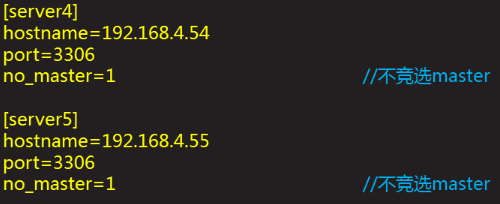 [server4]
hostname=192.168.4.54
port=3306
no_master=1 //不竞选master
[server5]
hostname=192.168.4.55
port=3306
no_master=1 //不竞选master